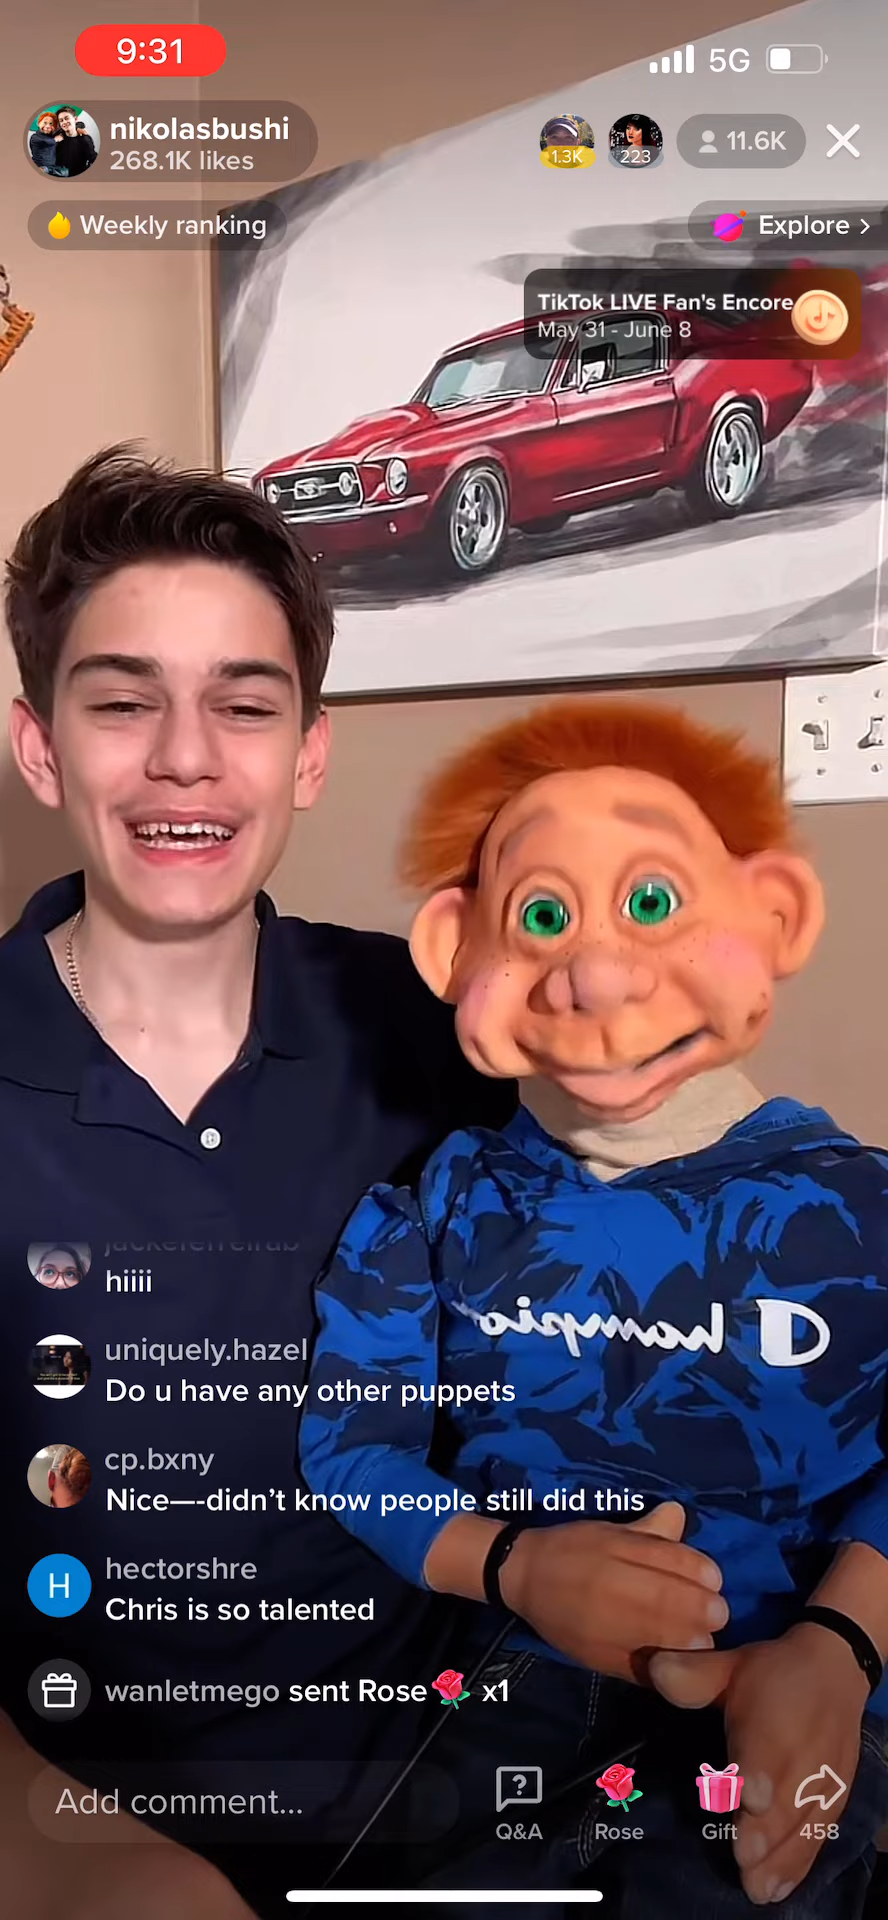 9:31
5G
nikolasbushi
268.1K likes
1.3K
223
11.6K
Weekly ranking
Explore >
TikTok LIVE Fan's Encore
May 31 - June 8
Champio
hiiii
uniquely.hazel
Do u have any other puppets
cp.bxny
Nice—-didn't know people still did this
H
hectorshre
Chris is so talented
wanletmego sent Rose🌹 x1
Add comment...
Q&A
Rose
Gift
458